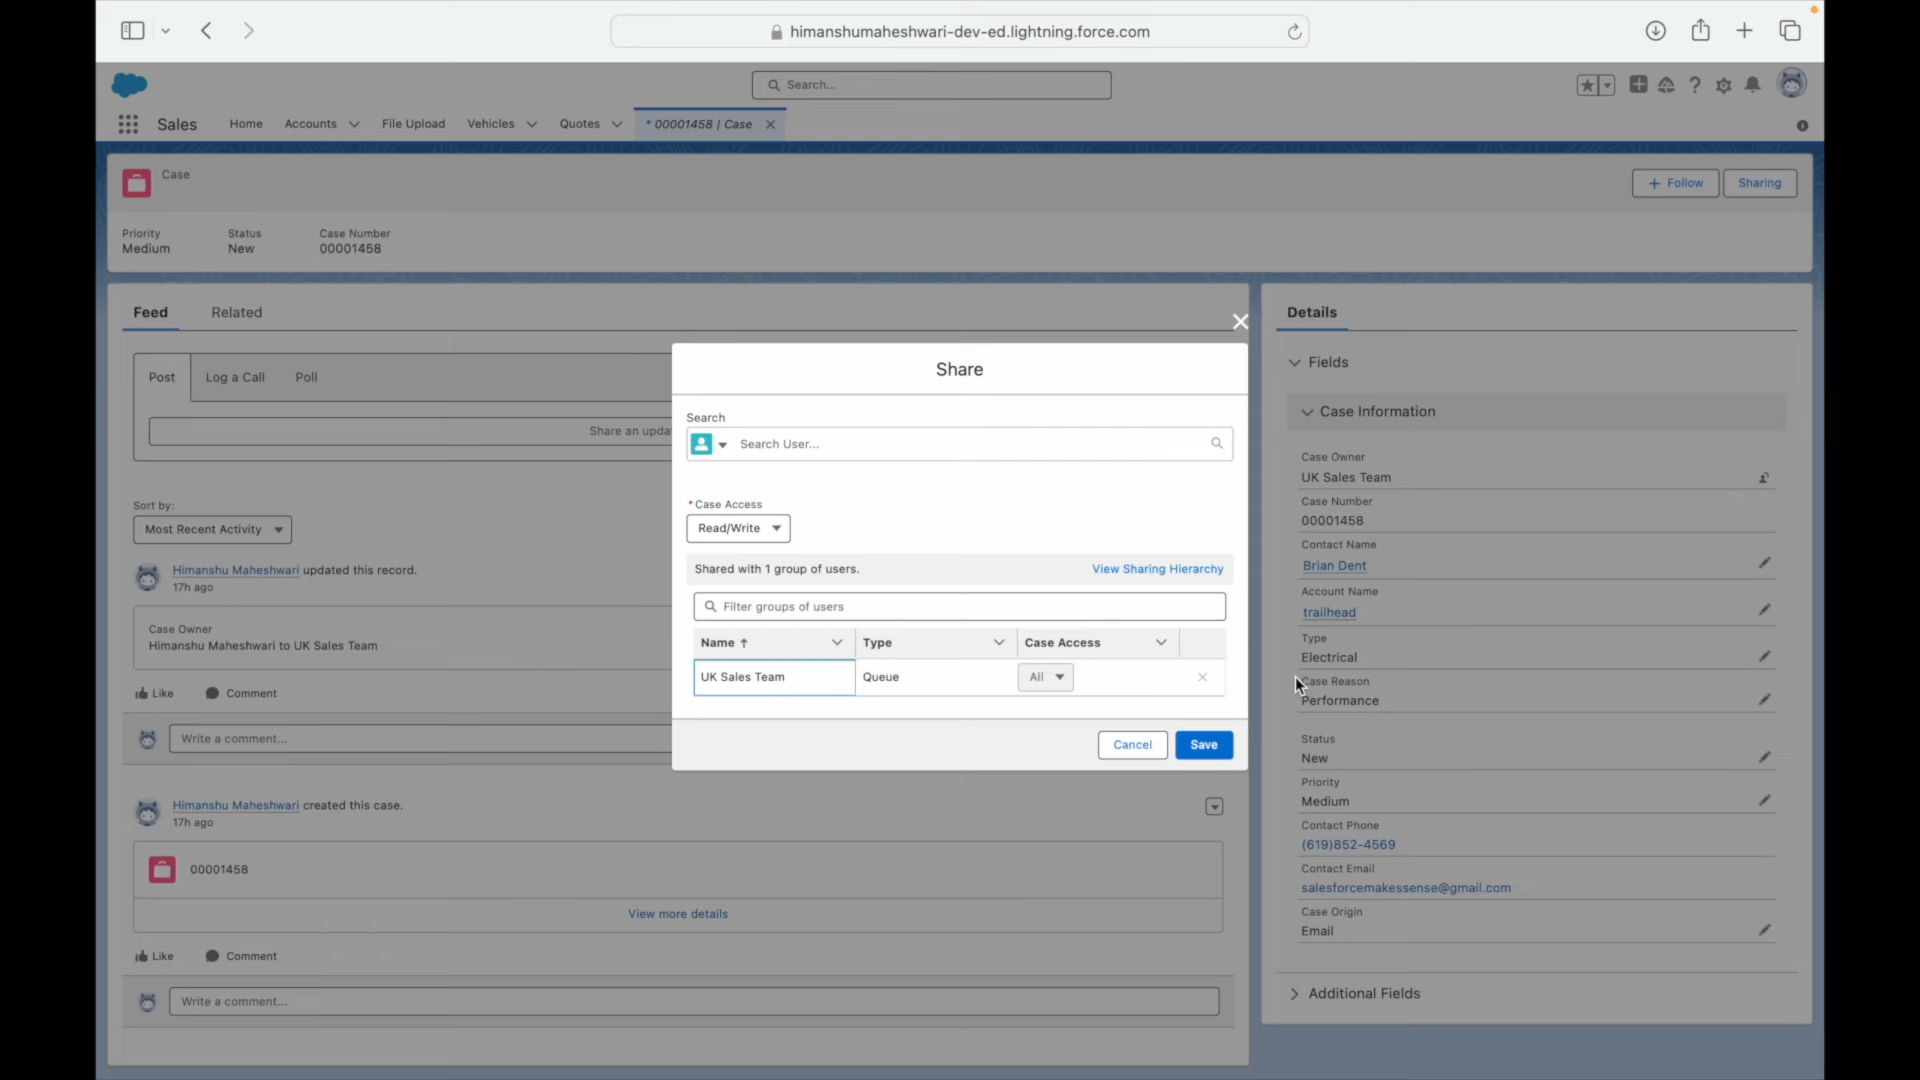 himanshumaheshwari-dev-ed.lightning.force.com
Search...
Sales
Home
Accounts
File Upload
Vehicles
Quotes
* 00001458 | Case
Case
+ Follow
Sharing
Priority
Medium
Status
New
Case Number
00001458
Feed
Related
Post
Log a Call
Poll
Share an upda
Sort by:
Most Recent Activity
Himanshu Maheshwari updated this record.
17h ago
Case Owner
Himanshu Maheshwari to UK Sales Team
Like
Comment
Write a comment...
Himanshu Maheshwari created this case.
17h ago
00001458
View more details
Like
Comment
Write a comment...
Share
Search
Search User...
* Case Access
Read/Write
Shared with 1 group of users.
View Sharing Hierarchy
Filter groups of users
Name ↑
Type
Case Access
UK Sales Team
Queue
All
Cancel
Save
Details
Fields
Case Information
Case Owner
UK Sales Team
Case Number
00001458
Contact Name
Brian Dent
Account Name
trailhead
Type
Electrical
Case Reason
Performance
Status
New
Priority
Medium
Contact Phone
(619)852-4569
Contact Email
salesforcemakessense@gmail.com
Case Origin
Email
Additional Fields